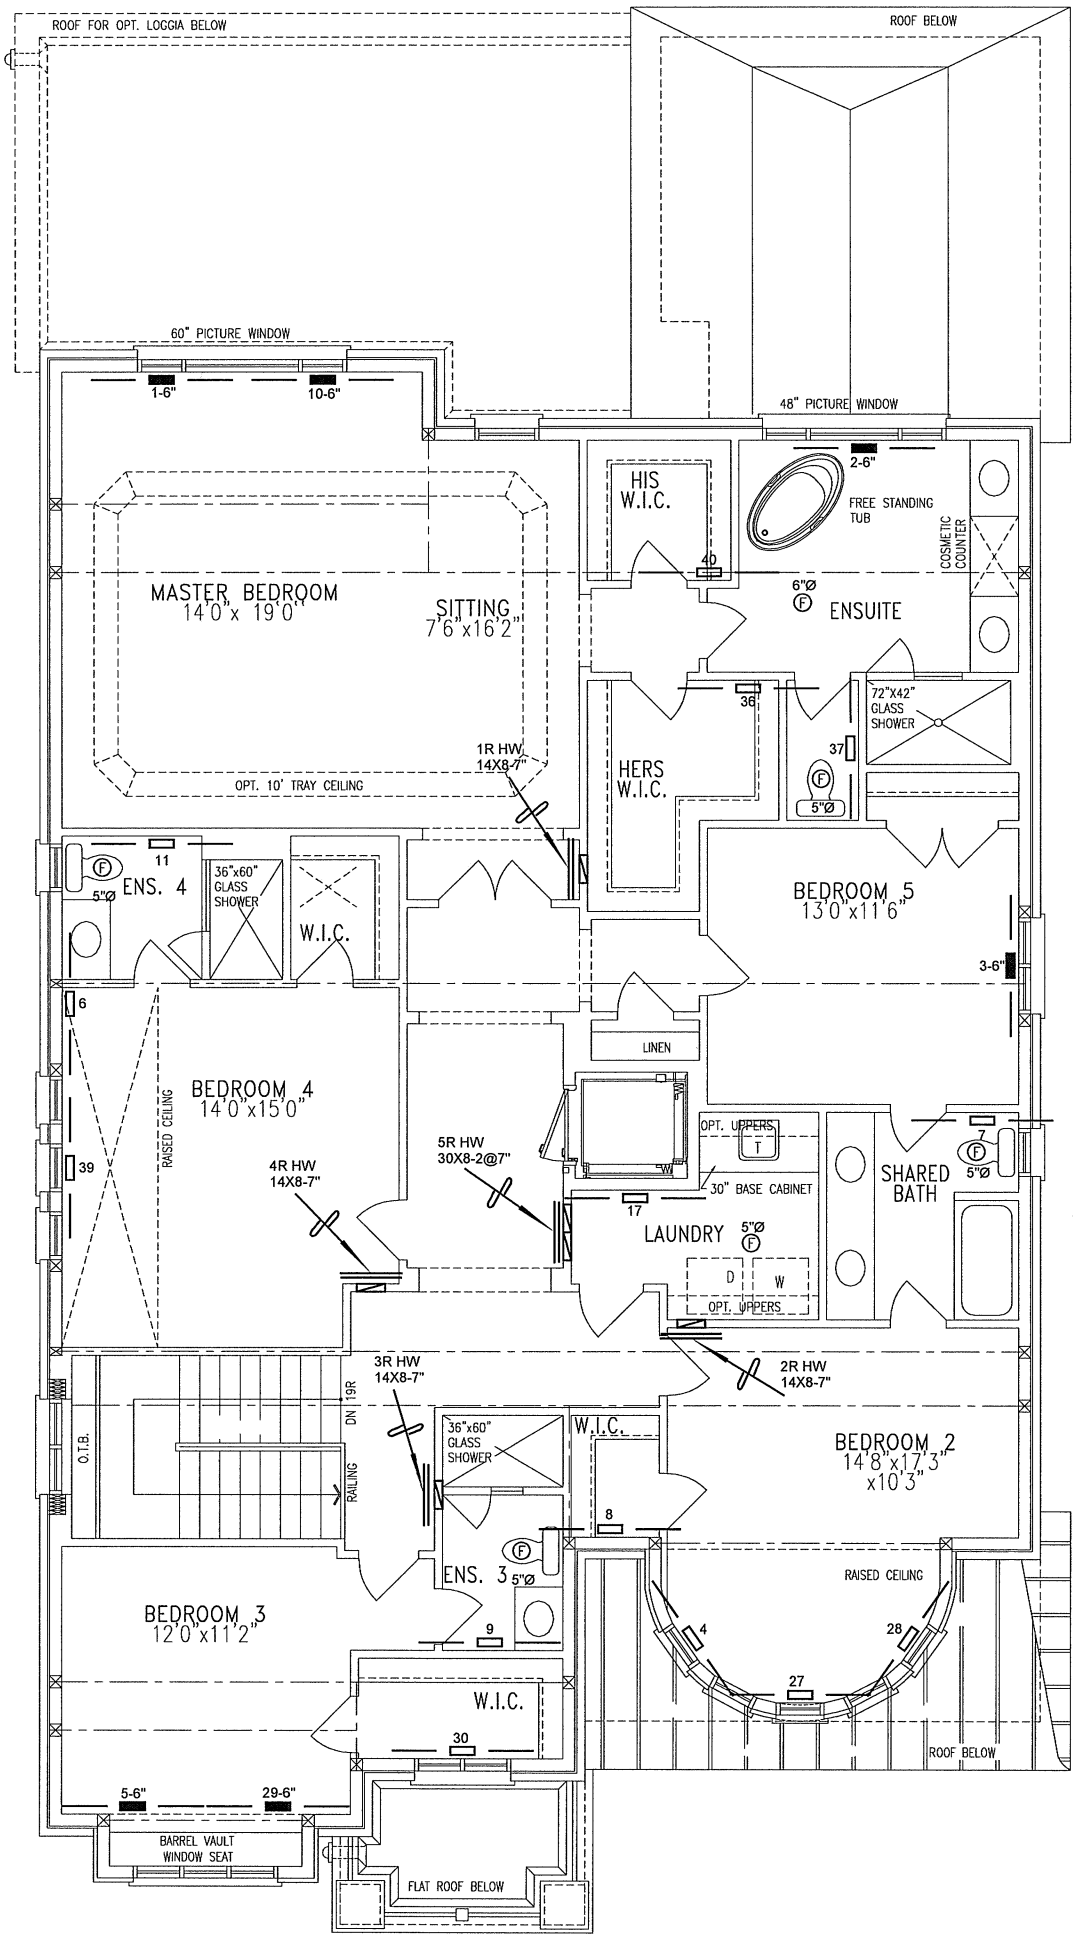 ROOF FOR OPT. LOGGIA BELOW
ROOF BELOW
60" PICTURE WINDOW
1-6"
10-6"
48" PICTURE WINDOW
2-6"
HIS
W.I.C.
FREE STANDING
TUB
COSMETIC
COUNTER
40
MASTER BEDROOM
14'0"x 19'0"
SITTING
7'6"x16'2"
6"Ø
F
ENSUITE
36
72"X42"
GLASS
SHOWER
37
F
5"Ø
1R HW
14X8-7"
HERS
W.I.C.
OPT. 10' TRAY CEILING
11
F
5"Ø
ENS. 4
36"x60"
GLASS
SHOWER
W.I.C.
BEDROOM 5
13'0"x11'6"
3-6"
6
LINEN
BEDROOM 4
14'0"x15'0"
RAISED CEILING
39
4R HW
14X8-7"
5R HW
30X8-2@7"
W
W
OPT. UPPERS
T
30" BASE CABINET
17
LAUNDRY
5"Ø
F
D
W
OPT. UPPERS
7
F
5"Ø
SHARED
BATH
3R HW
14X8-7"
2R HW
14X8-7"
DN 19R
O.T.B.
RAILING
36"x60"
GLASS
SHOWER
W.I.C.
BEDROOM 2
14'8"x17'3"
x10'3"
8
F
ENS. 3
5"Ø
RAISED CEILING
BEDROOM 3
12'0"x11'2"
9
4
28
27
W.I.C.
30
ROOF BELOW
5-6"
29-6"
BARREL VAULT
WINDOW SEAT
FLAT ROOF BELOW